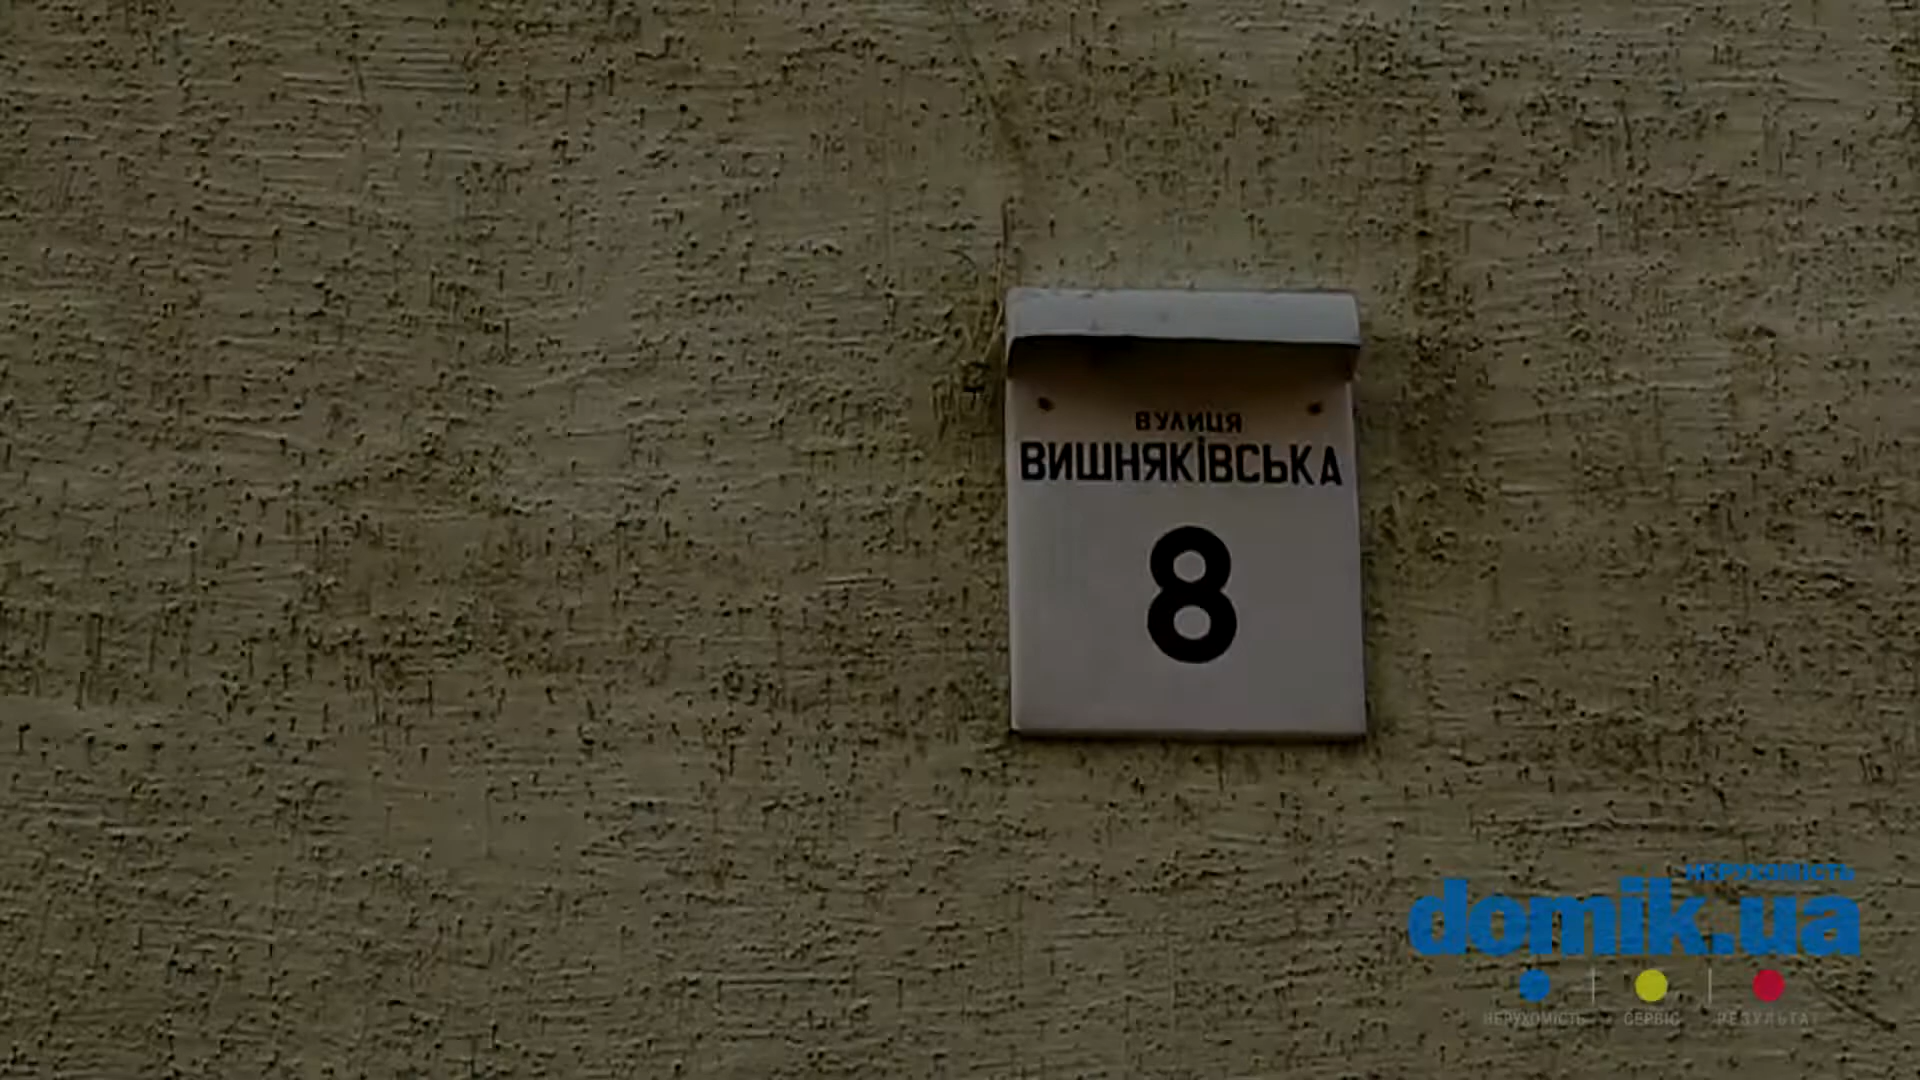 ВУЛИЦЯ
ВИШНЯКІВСЬКА
8
НЕРУХОМІСТЬ
domik.ua
НЕРУХОМІСТЬ | СЕРВІС | РЕЗУЛЬТАТ